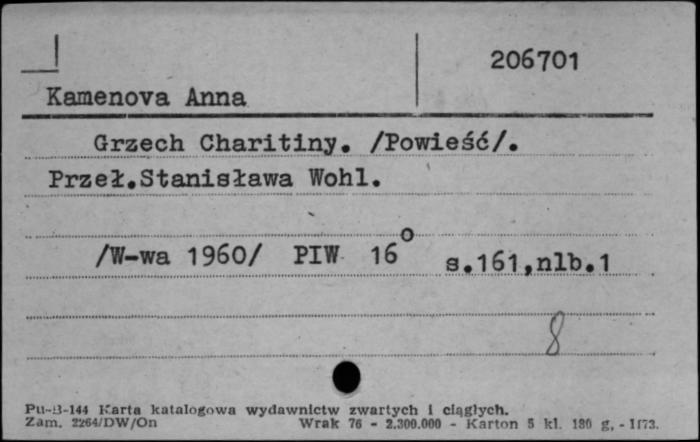 206701
Kamenova Anna
Grzech Charitiny. /Powieść/.
Przeł.Stanisława Wohl.
/W-wa 1960/ PIW 16° s.161,nlb.1
8
Pu-B-144 Karta katalogowa wydawnictw zwartych i ciągłych.
Zam. 2264/DW/On Wrak 76 - 2.300.000 - Karton 5 kl. 180 g, - 1173.